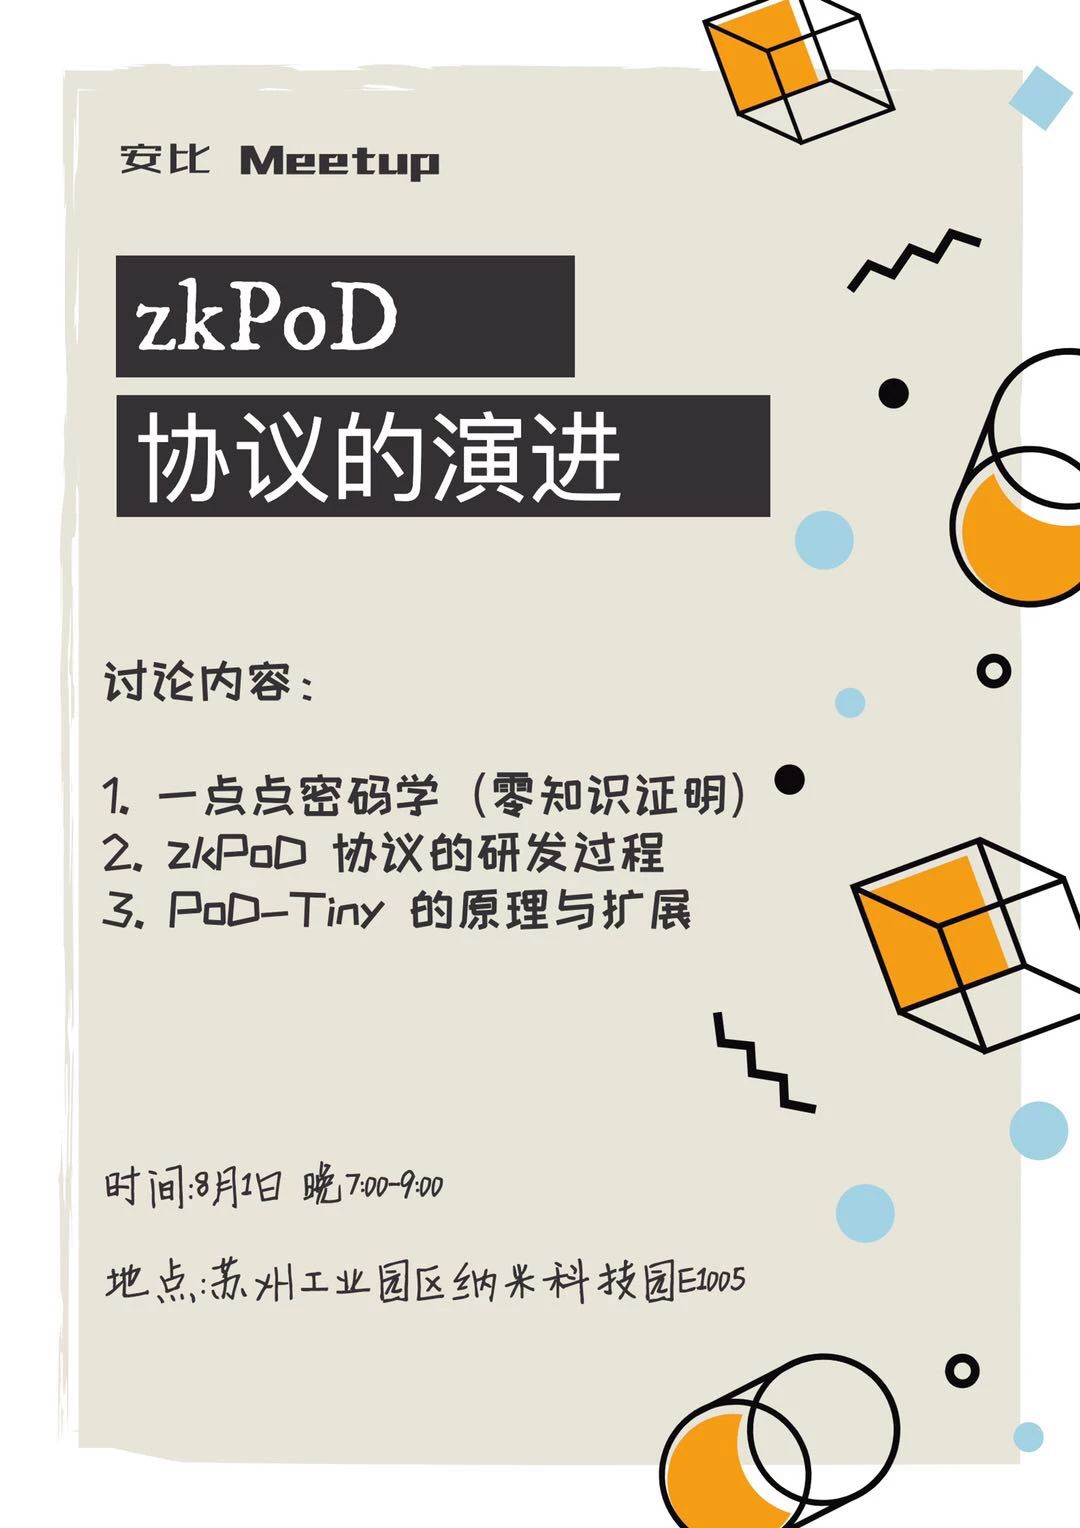 安比 Meetup
zkPoD
协议的演进
讨论内容：
1. 一点点密码学（零知识证明）
2. zkPoD 协议的研发过程
3. PoD-Tiny 的原理与扩展
时间:8月1日 晚7:00-9:00
地点:苏州工业园区纳米科技园E1005